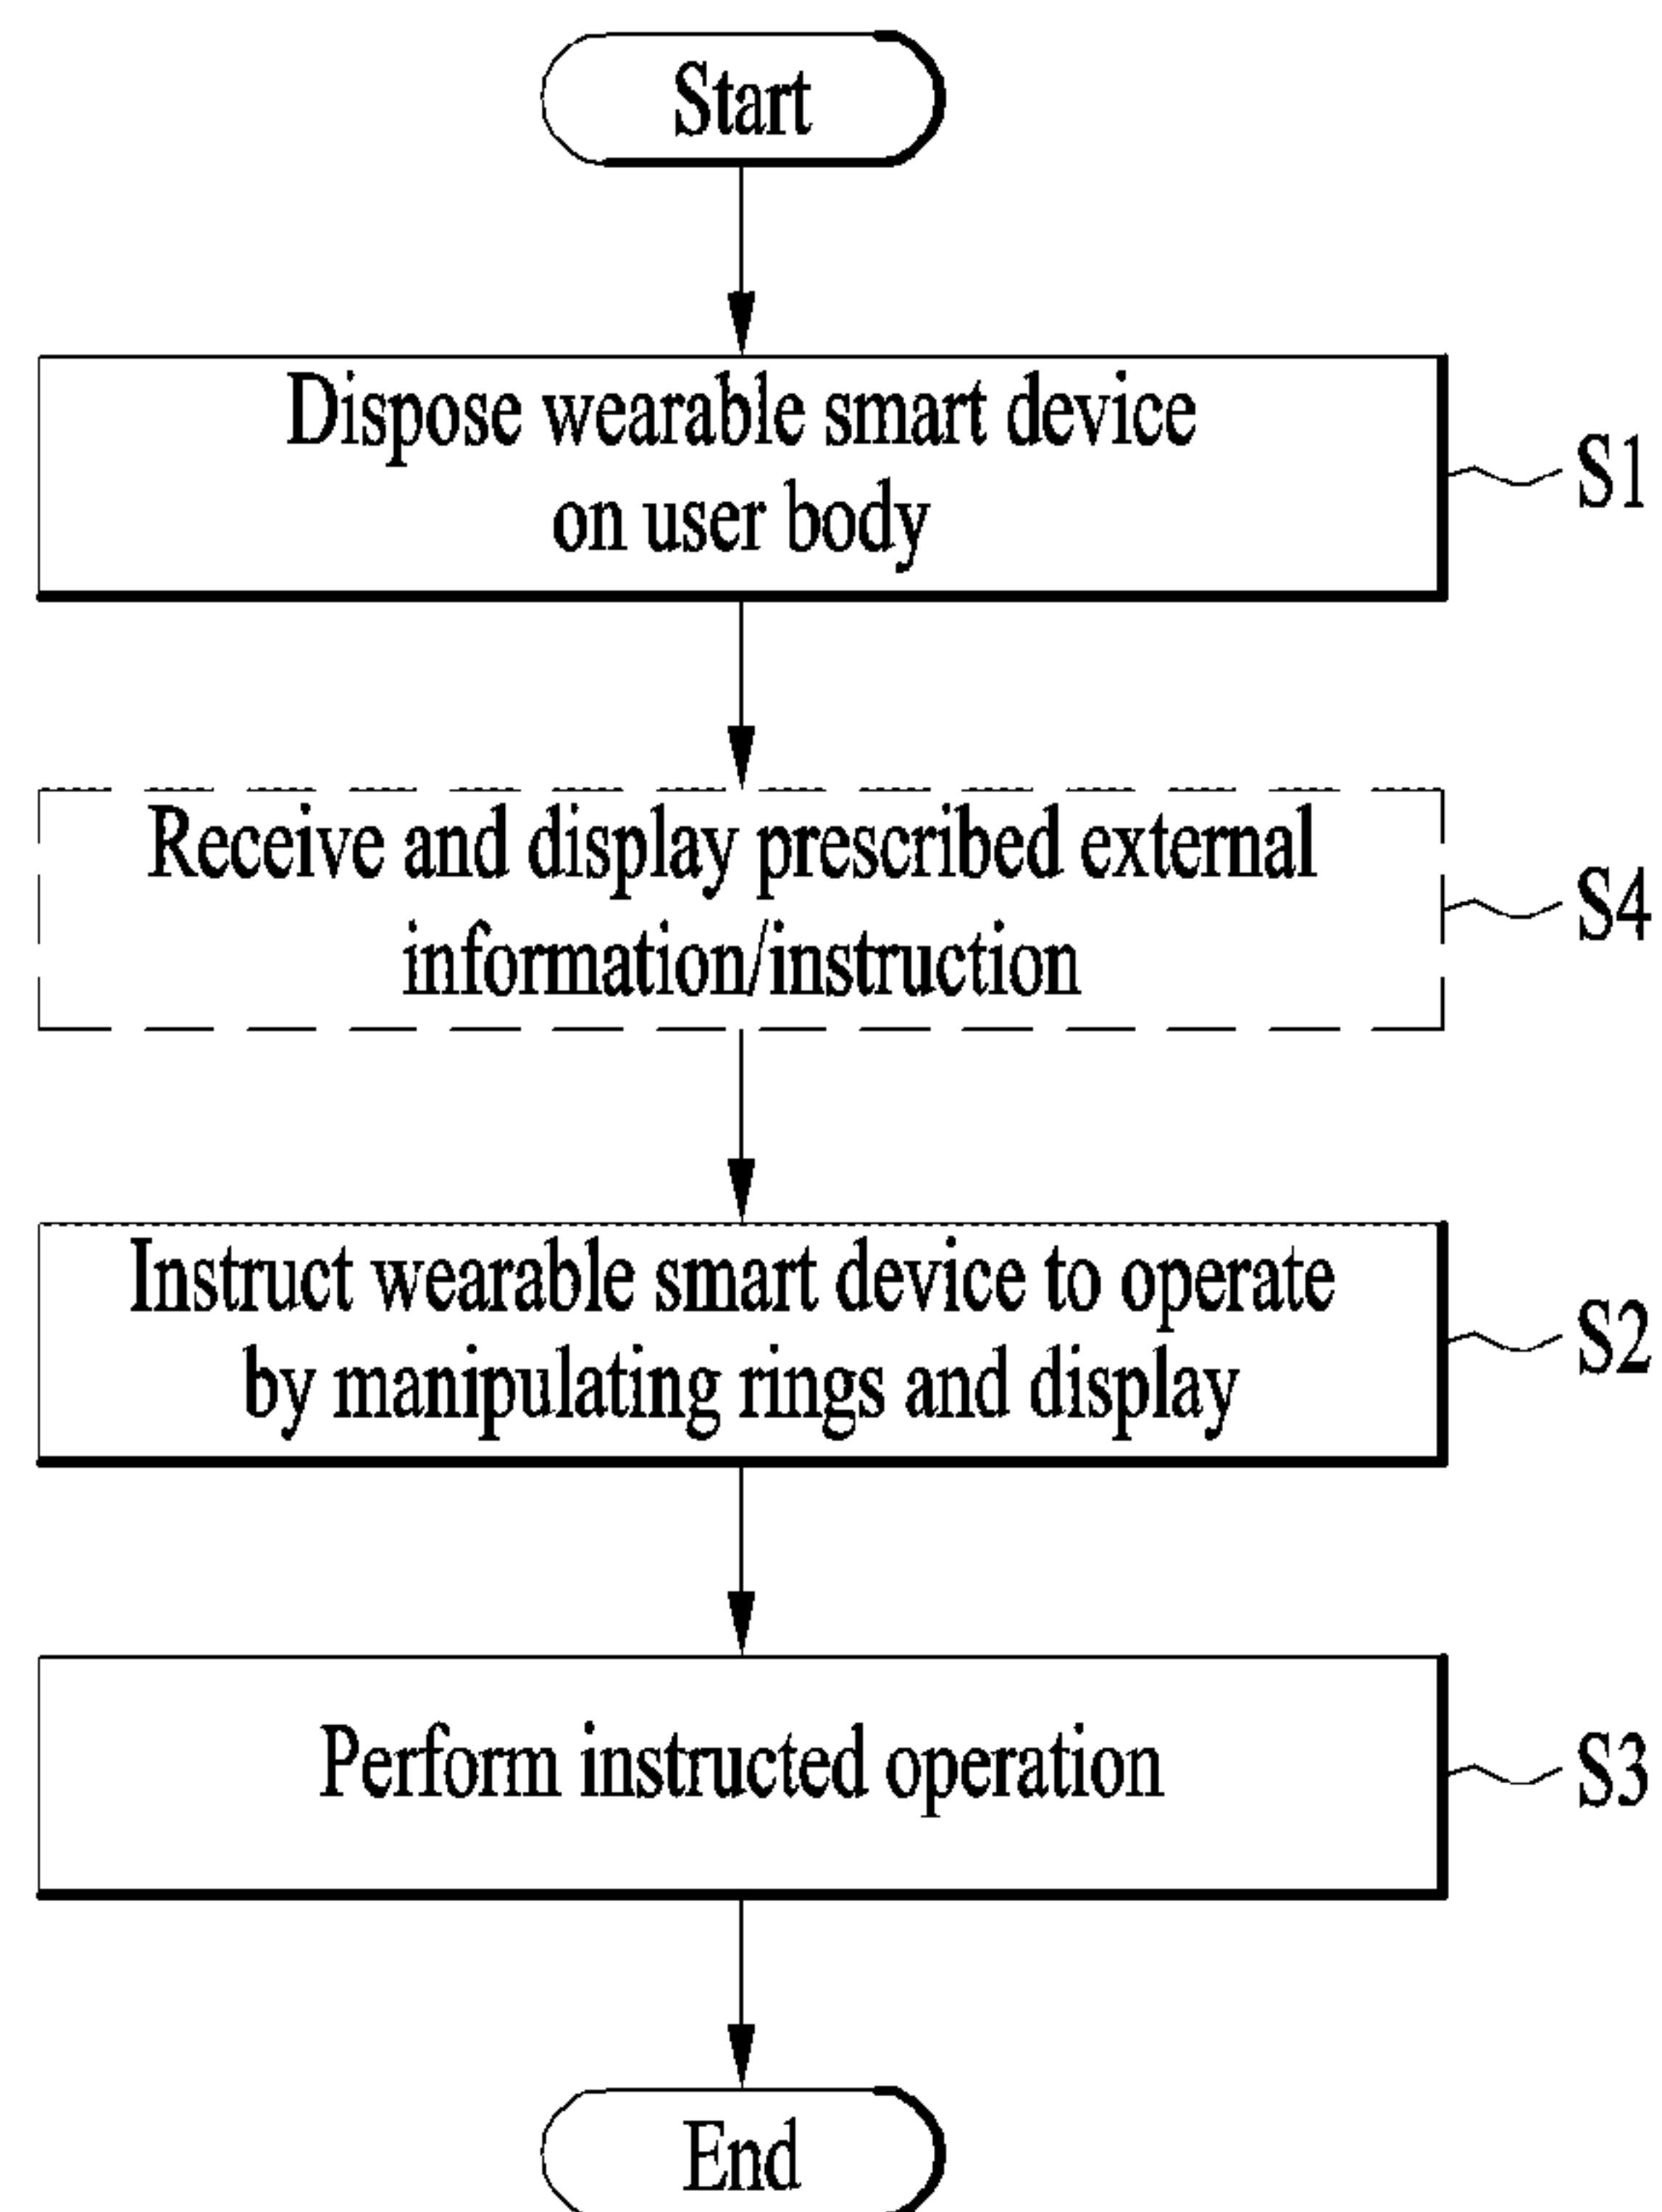 Start
Dispose wearable smart device
on user body
S1
Receive and display prescribed external
information/instruction
S4
Instruct wearable smart device to operate
by manipulating rings and display
S2
Perform instructed operation
S3
End